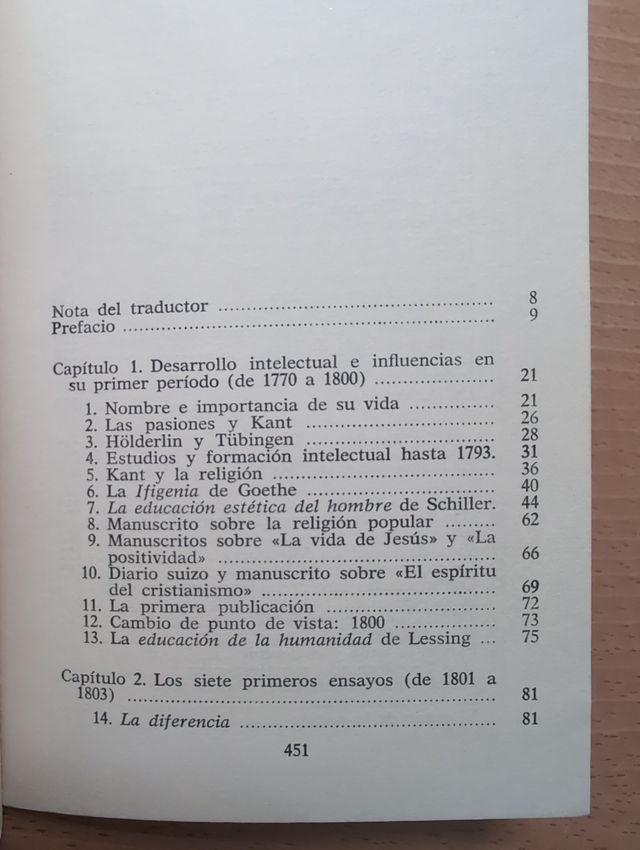 Nota del traductor ................................................ 8
Prefacio ................................................................ 9
Capítulo 1. Desarrollo intelectual e influencias en
su primer período (de 1770 a 1800) ..................... 21
1. Nombre e importancia de su vida ............... 21
2. Las pasiones y Kant ................................. 26
3. Hölderlin y Tübingen ................................. 28
4. Estudios y formación intelectual hasta 1793. 31
5. Kant y la religión ....................................... 36
6. La Ifigenia de Goethe ................................. 40
7. La educación estética del hombre de Schiller. 44
8. Manuscrito sobre la religión popular ......... 62
9. Manuscritos sobre «La vida de Jesús» y «La
positividad» ................................................ 66
10. Diario suizo y manuscrito sobre «El espíritu
del cristianismo» ......................................... 69
11. La primera publicación .............................. 72
12. Cambio de punto de vista: 1800 .................. 73
13. La educación de la humanidad de Lessing ... 75
Capítulo 2. Los siete primeros ensayos (de 1801 a
1803) ................................................................ 81
14. La diferencia ............................................. 81
451